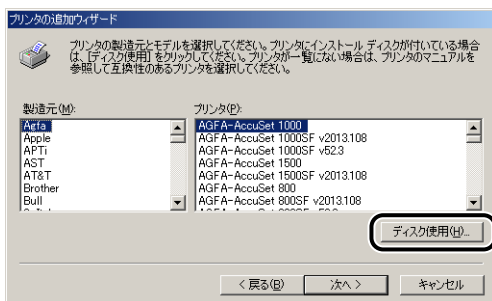 プリンタの追加ウィザード
プリンタの製造元とモデルを選択してください。プリンタにインストール ディスクが付いている場合
は、[ディスク使用] をクリックしてください。プリンタが一覧にない場合は、プリンタのマニュアルを
参照して互換性のあるプリンタを選択してください。
製造元(M):
プリンタ(P):
Agfa
Apple
APTi
AST
AT&T
Brother
Bull
AGFA-AccuSet 1000
AGFA-AccuSet 1000SF v2013.108
AGFA-AccuSet 1000SF v52.3
AGFA-AccuSet 1500
AGFA-AccuSet 1500SF v2013.108
AGFA-AccuSet 800
AGFA-AccuSet 800SF v2013.108
ディスク使用(H)...
< 戻る(B)
次へ >
キャンセル